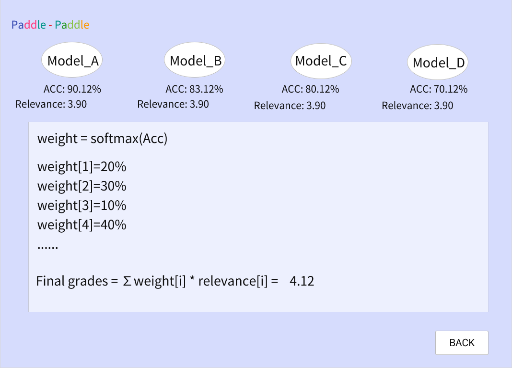 Paddle - Paddle
Model_A Model_B Model_C Model_D
ACC: 90.12% ACC: 83.12% ACC: 80.12% ACC: 70.12%
Relevance: 3.90 Relevance: 3.90 Relevance: 3.90 Relevance: 3.90
weight = softmax(Acc)
weight[1]=20%
weight[2]=30%
weight[3]=10%
weight[4]=40%
......
Final grades = Σ weight[i] * relevance[i] = 4.12
BACK